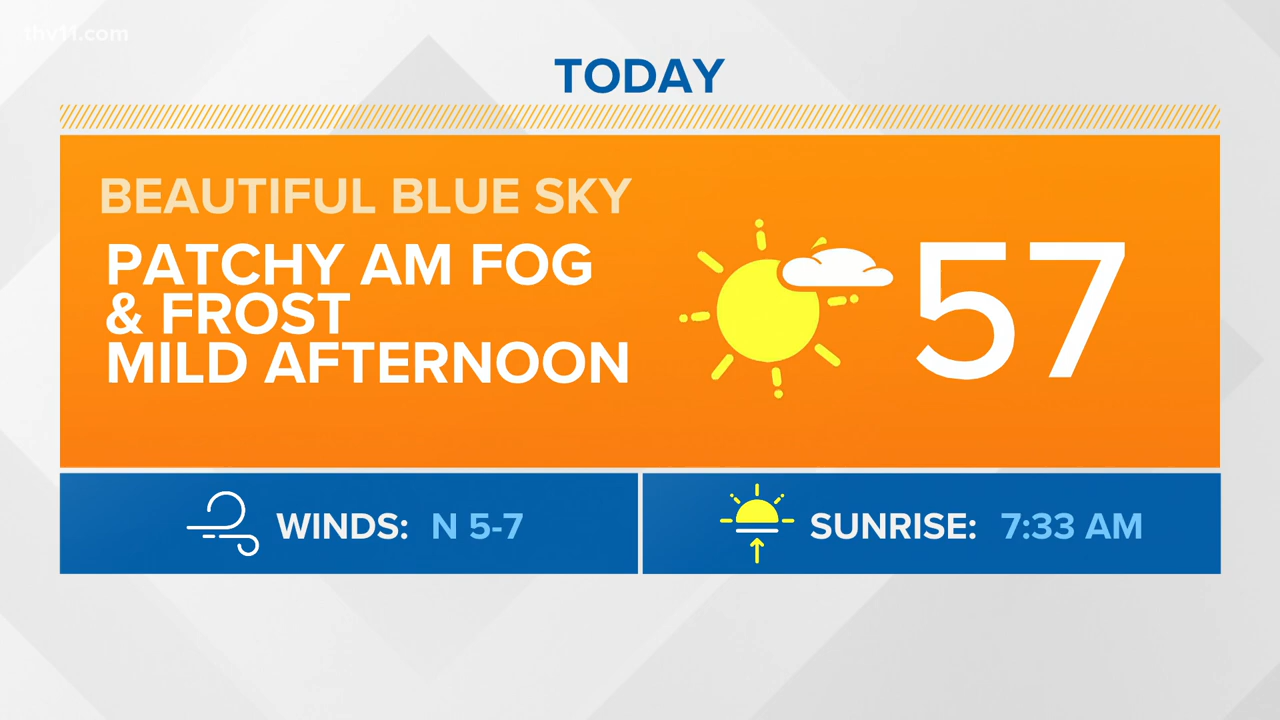 thv11.com
TODAY
BEAUTIFUL BLUE SKY
PATCHY AM FOG
& FROST
MILD AFTERNOON
57
WINDS: N 5-7
SUNRISE: 7:33 AM